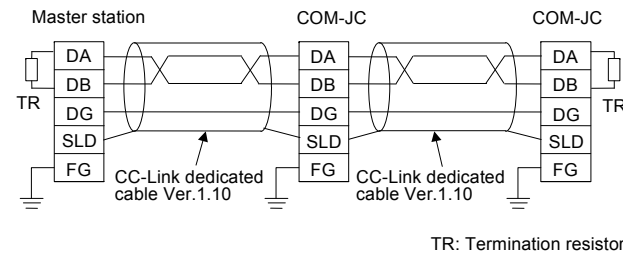 Master station
COM-JC
COM-JC
DA
DB
DG
SLD
FG
TR
DA
DB
DG
SLD
FG
DA
DB
DG
SLD
FG
TR
CC-Link dedicated
cable Ver.1.10
CC-Link dedicated
cable Ver.1.10
TR: Termination resistor